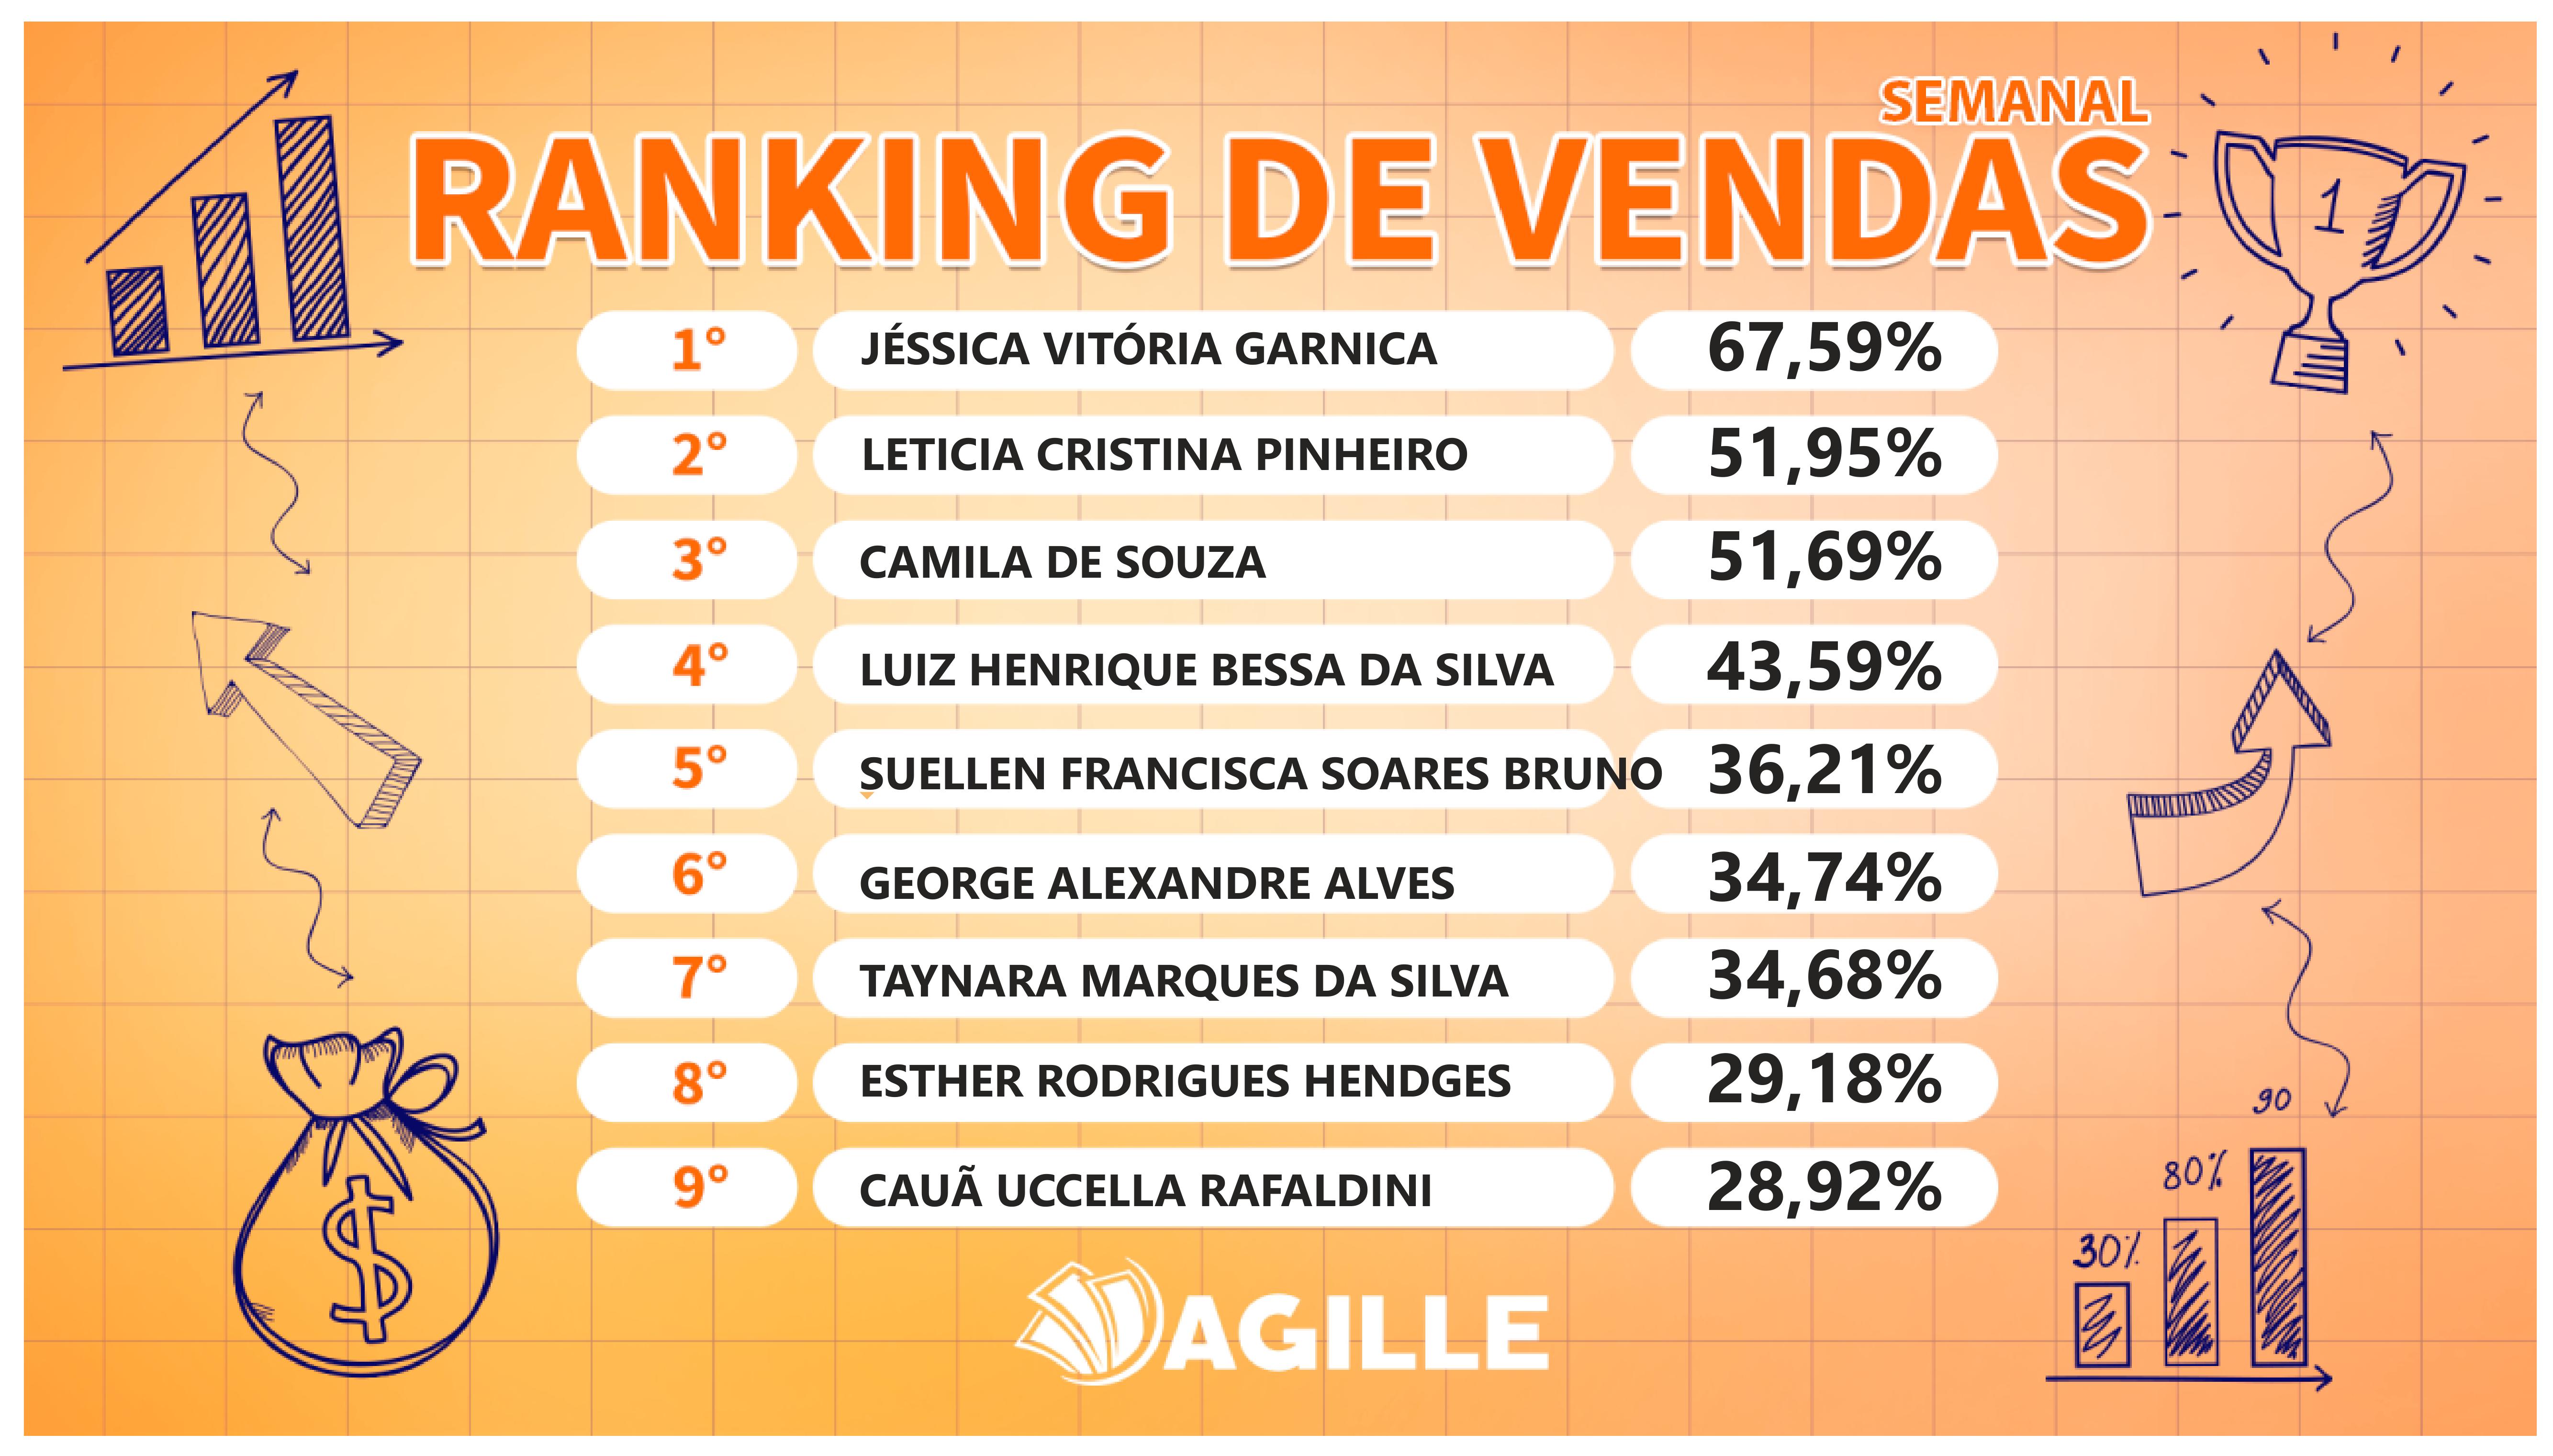 SEMANAL
RANKING DE VENDAS
1
1° JÉSSICA VITÓRIA GARNICA 67,59%
2° LETICIA CRISTINA PINHEIRO 51,95%
3° CAMILA DE SOUZA 51,69%
4° LUIZ HENRIQUE BESSA DA SILVA 43,59%
5° SUELLEN FRANCISCA SOARES BRUNO 36,21%
6° GEORGE ALEXANDRE ALVES 34,74%
7° TAYNARA MARQUES DA SILVA 34,68%
8° ESTHER RODRIGUES HENDGES 29,18%
9° CAUÃ UCCELLA RAFALDINI 28,92%
$
90
80%
30%
AGILLE